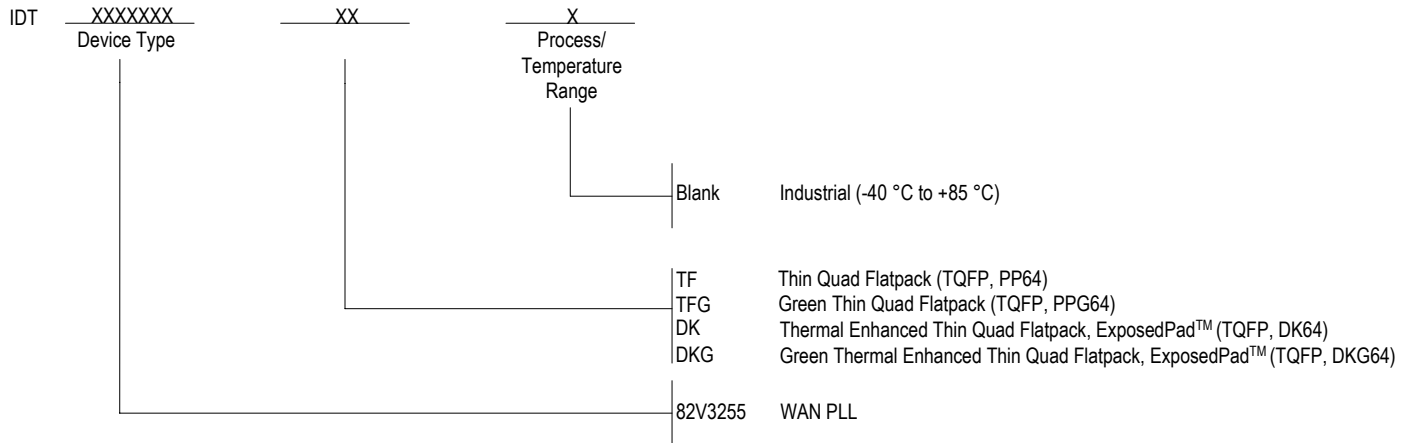 IDT XXXXXXX XX X
Device Type
Process/
Temperature
Range
Blank Industrial (-40 °C to +85 °C)
TF Thin Quad Flatpack (TQFP, PP64)
TFG Green Thin Quad Flatpack (TQFP, PPG64)
DK Thermal Enhanced Thin Quad Flatpack, ExposedPad™ (TQFP, DK64)
DKG Green Thermal Enhanced Thin Quad Flatpack, ExposedPad™ (TQFP, DKG64)
82V3255 WAN PLL